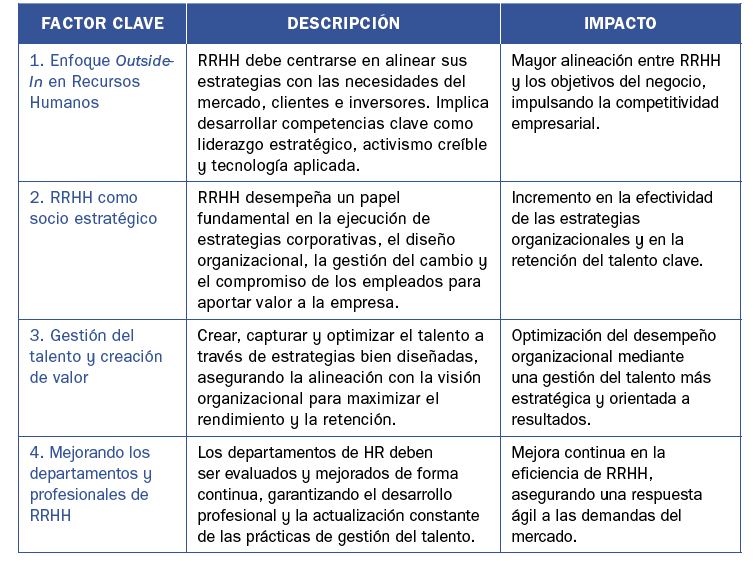 FACTOR CLAVE
DESCRIPCIÓN
IMPACTO
1. Enfoque Outside-
In en Recursos
Humanos
RRHH debe centrarse en alinear sus
estrategias con las necesidades del
mercado, clientes e inversores. Implica
desarrollar competencias clave como
liderazgo estratégico, activismo creíble
y tecnología aplicada.
Mayor alineación entre RRHH
y los objetivos del negocio,
impulsando la competitividad
empresarial.
2. RRHH como
socio estratégico
RRHH desempeña un papel
fundamental en la ejecución de
estrategias corporativas, el diseño
organizacional, la gestión del cambio y
el compromiso de los empleados para
aportar valor a la empresa.
Incremento en la efectividad
de las estrategias
organizacionales y en la
retención del talento clave.
3. Gestión del
talento y creación
de valor
Crear, capturar y optimizar el talento a
través de estrategias bien diseñadas,
asegurando la alineación con la visión
organizacional para maximizar el
rendimiento y la retención.
Optimización del desempeño
organizacional mediante
una gestión del talento más
estratégica y orientada a
resultados.
4. Mejorando los
departamentos y
profesionales de
RRHH
Los departamentos de HR deben
ser evaluados y mejorados de forma
continua, garantizando el desarrollo
profesional y la actualización constante
de las prácticas de gestión del talento.
Mejora continua en la
eficiencia de RRHH,
asegurando una respuesta
ágil a las demandas del
mercado.